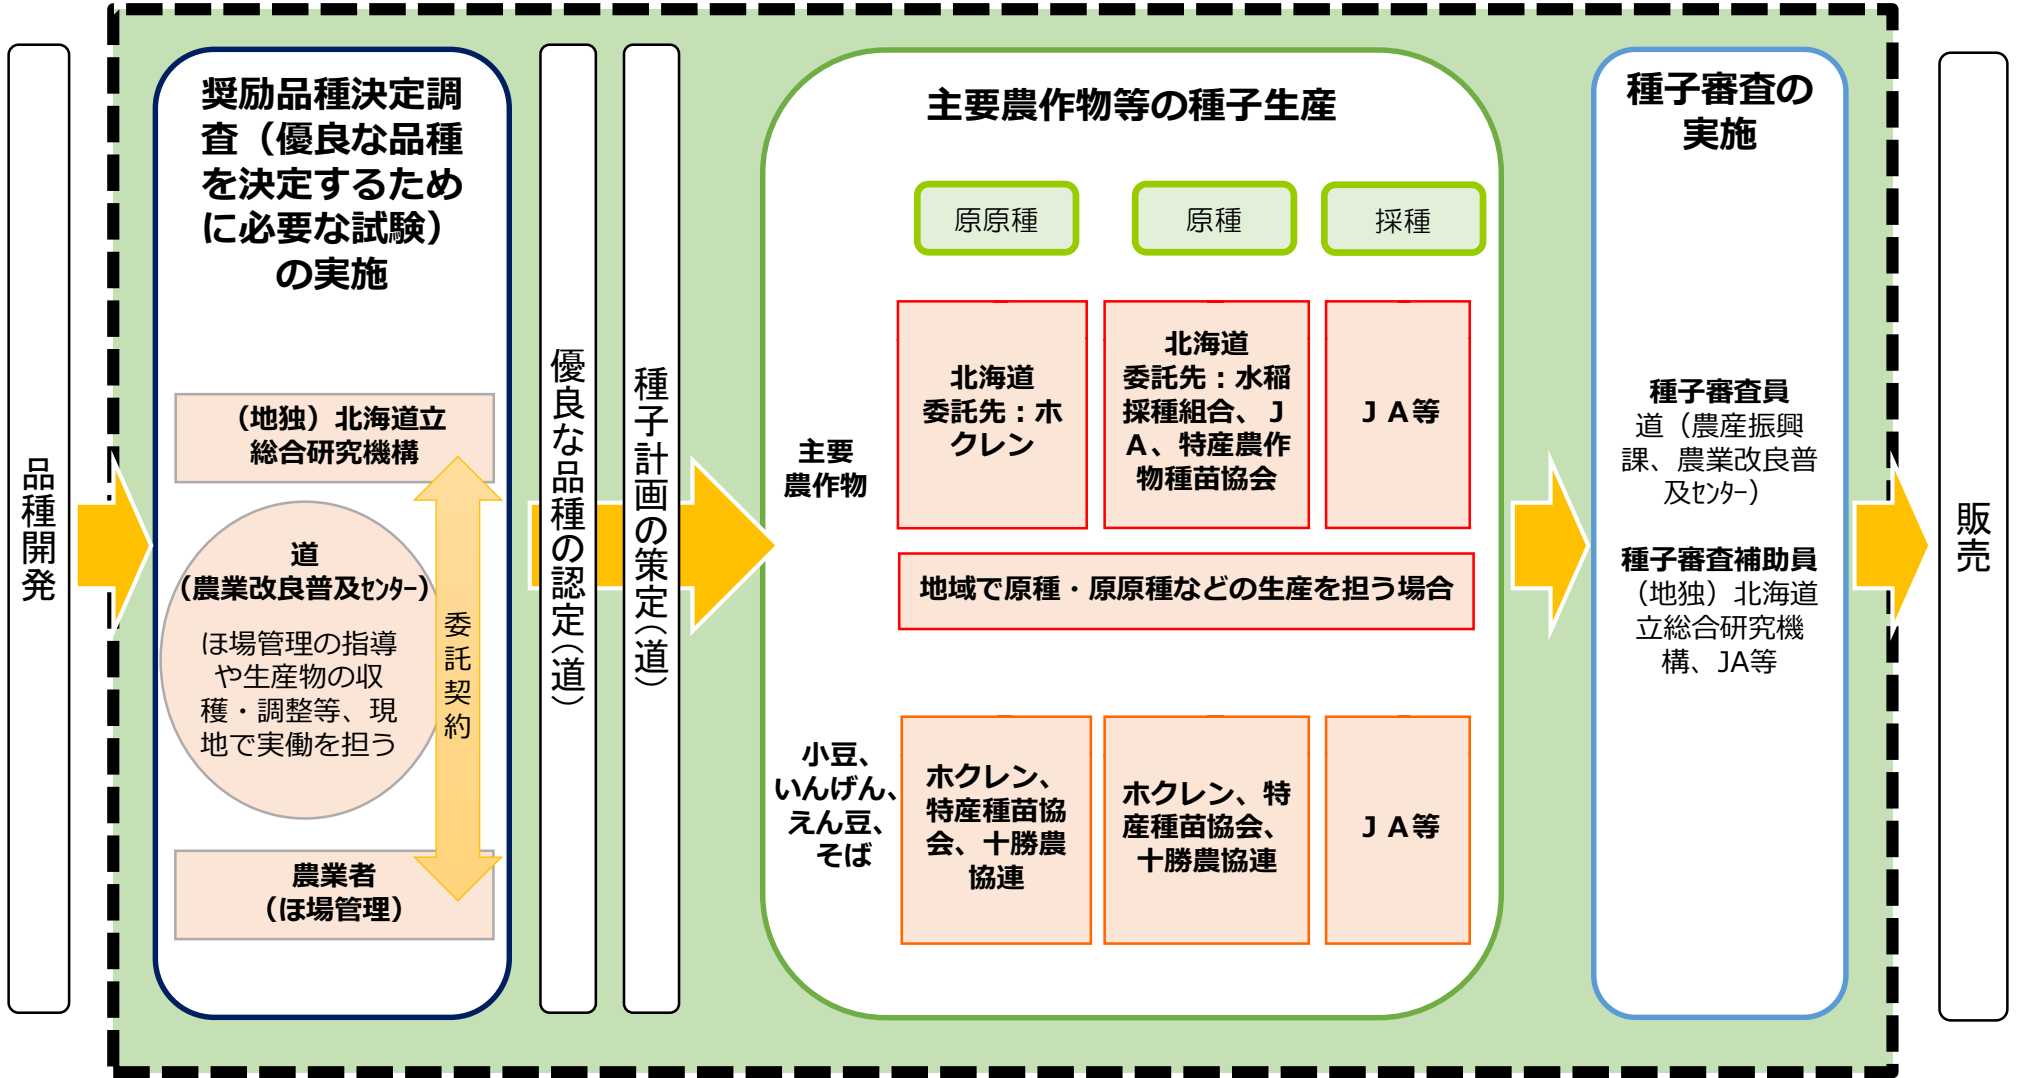 品種開発
奨励品種決定調
査（優良な品種
を決定するため
に必要な試験）
の実施
（地独）北海道立
総合研究機構
道
（農業改良普及ｾﾝﾀｰ）
ほ場管理の指導
や生産物の収
穫・調整等、現
地で実働を担う
委託契約
農業者
（ほ場管理）
優良な品種の認定（道）
種子計画の策定（道）
主要農作物等の種子生産
原原種
原種
採種
主要
農作物
北海道
委託先：ホ
クレン
北海道
委託先：水稲
採種組合、Ｊ
Ａ、特産農作
物種苗協会
ＪＡ等
地域で原種・原原種などの生産を担う場合
小豆、
いんげん、
えん豆、
そば
ホクレン、
特産種苗協
会、十勝農
協連
ホクレン、特
産種苗協会、
十勝農協連
ＪＡ等
種子審査の
実施
種子審査員
道（農産振興
課、農業改良普
及ｾﾝﾀｰ）
種子審査補助員
（地独）北海道
立総合研究機
構、JA等
販売